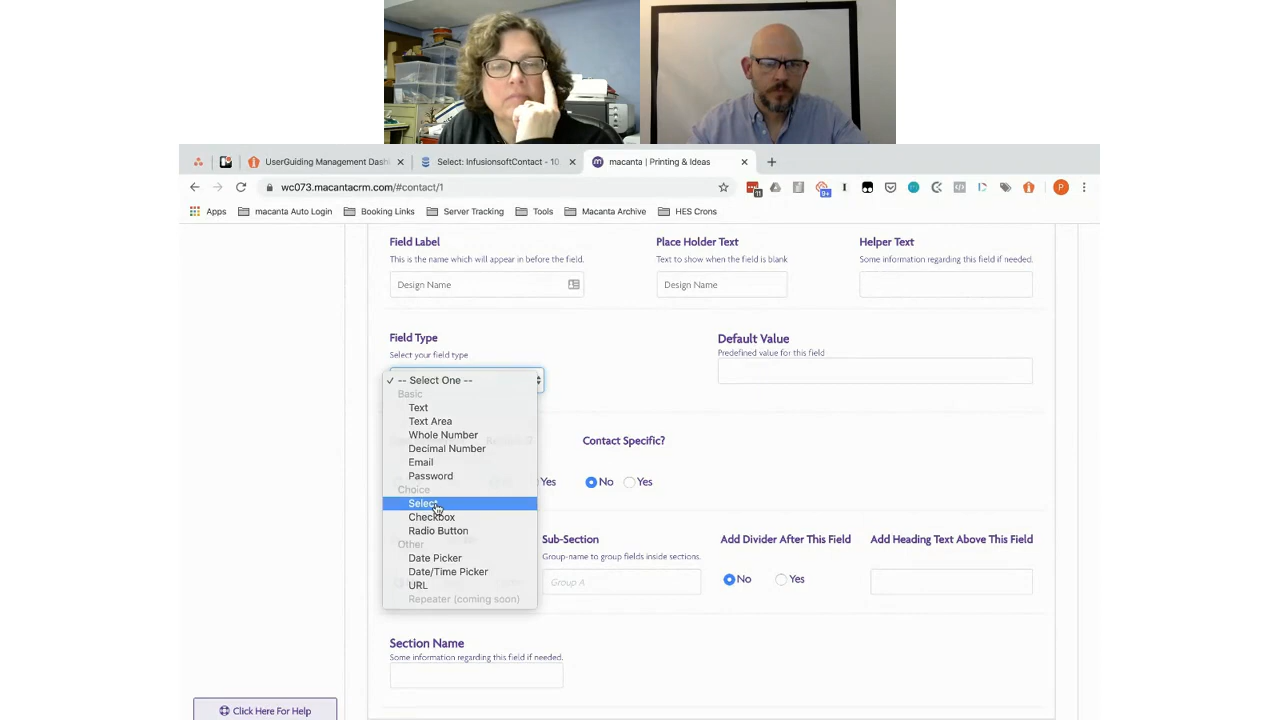 UserGuiding Management Dash
Select: InfusionsoftContact - 10
macanta | Printing & Ideas
wc073.macantacrm.com/#contact/1
11
9+
P
Apps
macanta Auto Login
Booking Links
Server Tracking
Tools
Macanta Archive
HES Crons
Field Label
Place Holder Text
Helper Text
This is the name which will appear in before the field.
Text to show when the field is blank
Some information regarding this field if needed.
Design Name
Design Name
Field Type
Default Value
Select your field type
Predefined value for this field
✓ -- Select One --
Basic
Text
Text Area
Whole Number
Decimal Number
Email
Password
Choice
Select
Checkbox
Radio Button
Other
Date Picker
Date/Time Picker
URL
Repeater (coming soon)
Contact Specific?
Yes
No
Yes
Sub-Section
Add Divider After This Field
Add Heading Text Above This Field
Group-name to group fields inside sections.
Group A
No
Yes
Section Name
Some information regarding this field if needed.
Click Here For Help